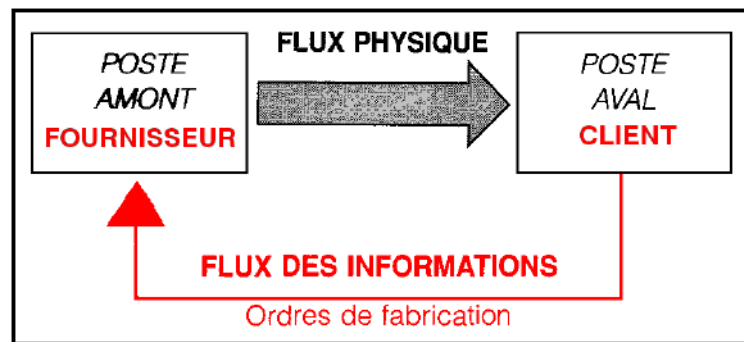 FLUX PHYSIQUE
POSTE
AMONT
FOURNISSEUR
POSTE
AVAL
CLIENT
FLUX DES INFORMATIONS
Ordres de fabrication